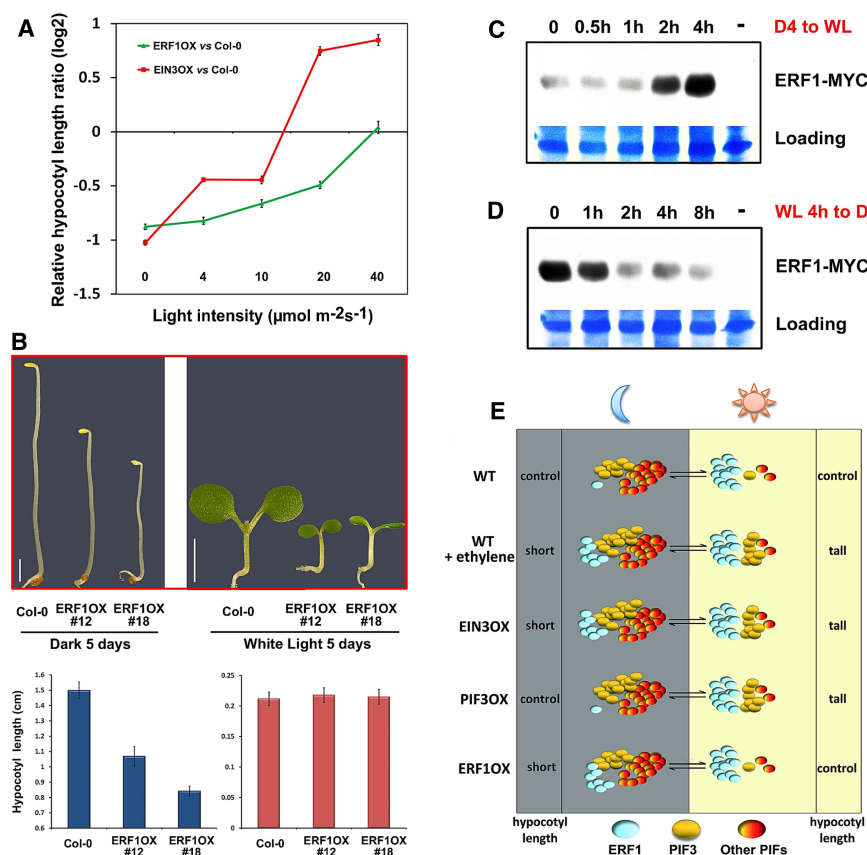 A
Relative hypocotyl length ratio (log2)
1
0.5
0
-0.5
-1
-1.5
ERF1OX vs Col-0
EIN3OX vs Col-0
0 4 10 20 40
Light intensity (μmol m-2s-1)
B
Col-0 ERF1OX #12 ERF1OX #18 Col-0 ERF1OX #12 ERF1OX #18
Dark 5 days White Light 5 days
Hypocotyl length (cm)
1.6
1.5
1.4
1.3
1.2
1.1
1
0.9
0.8
0.7
0.6
Col-0 ERF1OX #12 ERF1OX #18
0.25
0.2
0.15
0.1
0.05
0
Col-0 ERF1OX #12 ERF1OX #18
C
0 0.5h 1h 2h 4h - D4 to WL
ERF1-MYC
Loading
D
0 1h 2h 4h 8h - WL 4h to D
ERF1-MYC
Loading
E
WT control control
WT + ethylene short tall
EIN3OX short tall
PIF3OX control tall
ERF1OX short control
hypocotyl length ERF1 PIF3 Other PIFs hypocotyl length